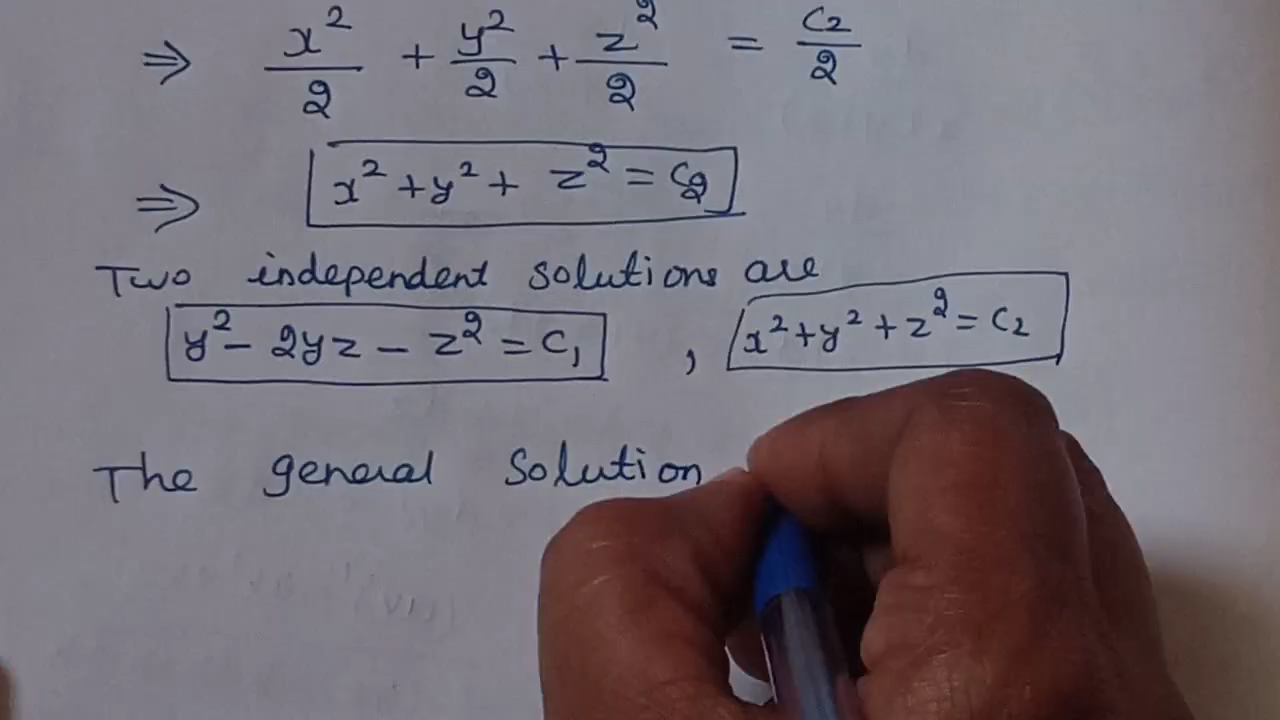 ⇒ x²/2 + y²/2 + z²/2 = C₂/2
⇒ x² + y² + z² = C₂
Two independent solutions are
y² - 2yz - z² = C₁ , x² + y² + z² = C₂
The general solution